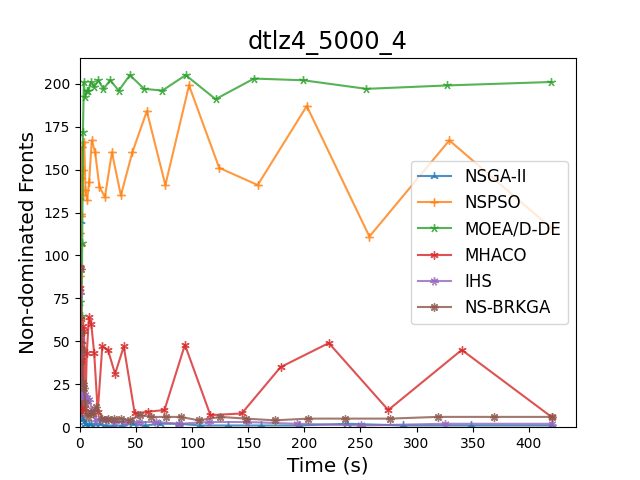 dtlz4_5000_4
Non-dominated Fronts
200
175
150
125
100
75
50
25
0
NSGA-II
NSPSO
MOEA/D-DE
MHACO
IHS
NS-BRKGA
0 50 100 150 200 250 300 350 400
Time (s)